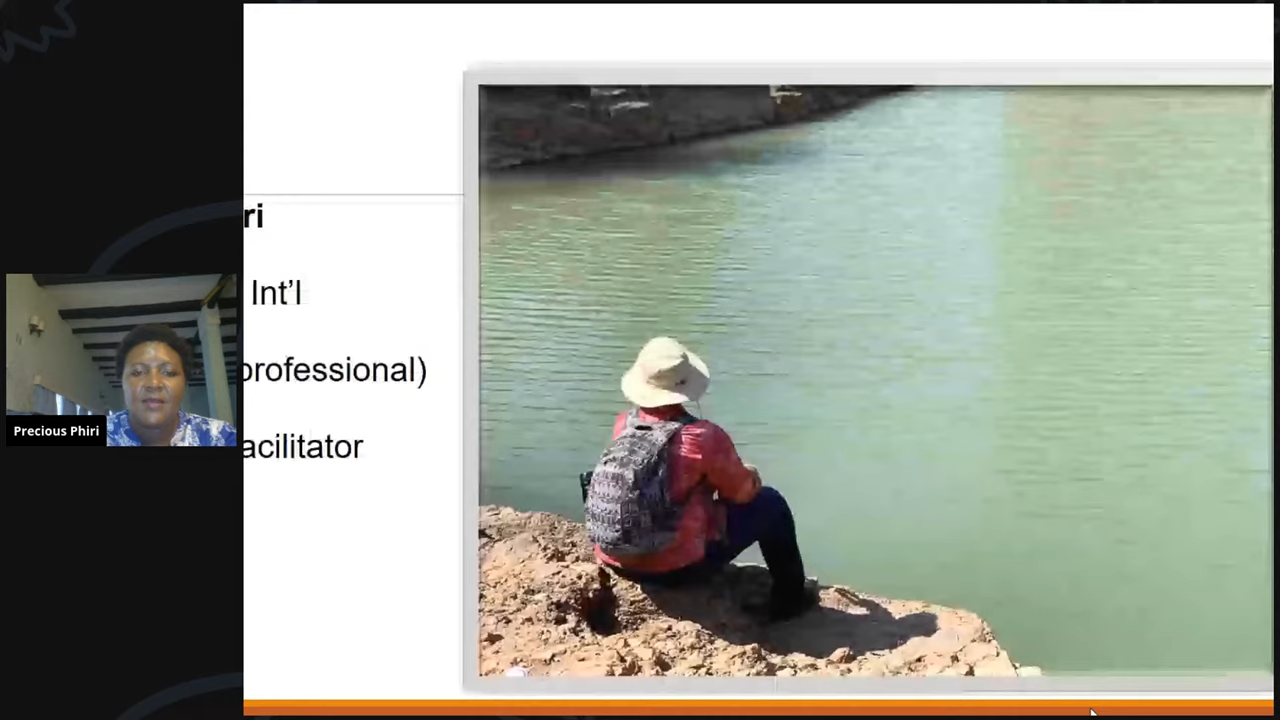 ri
Int'l
professional)
acilitator
Precious Phiri